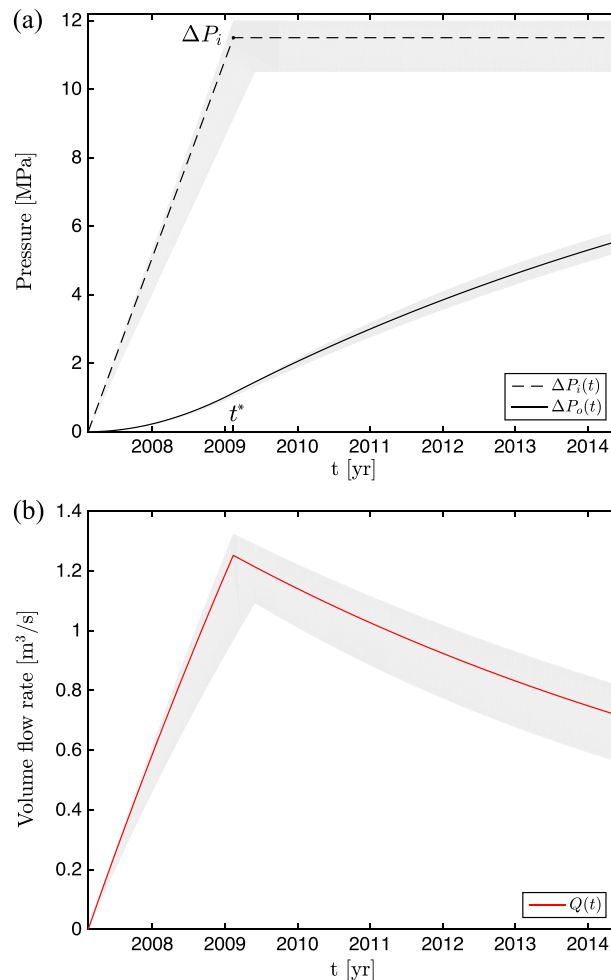 (a)
12
10
8
6
4
2
0
Pressure [MPa]
ΔP_i
t*
ΔP_i(t)
ΔP_o(t)
2008 2009 2010 2011 2012 2013 2014
t [yr]
(b)
1.4
1.2
1
0.8
0.6
0.4
0.2
0
Volume flow rate [m³/s]
Q(t)
2008 2009 2010 2011 2012 2013 2014
t [yr]